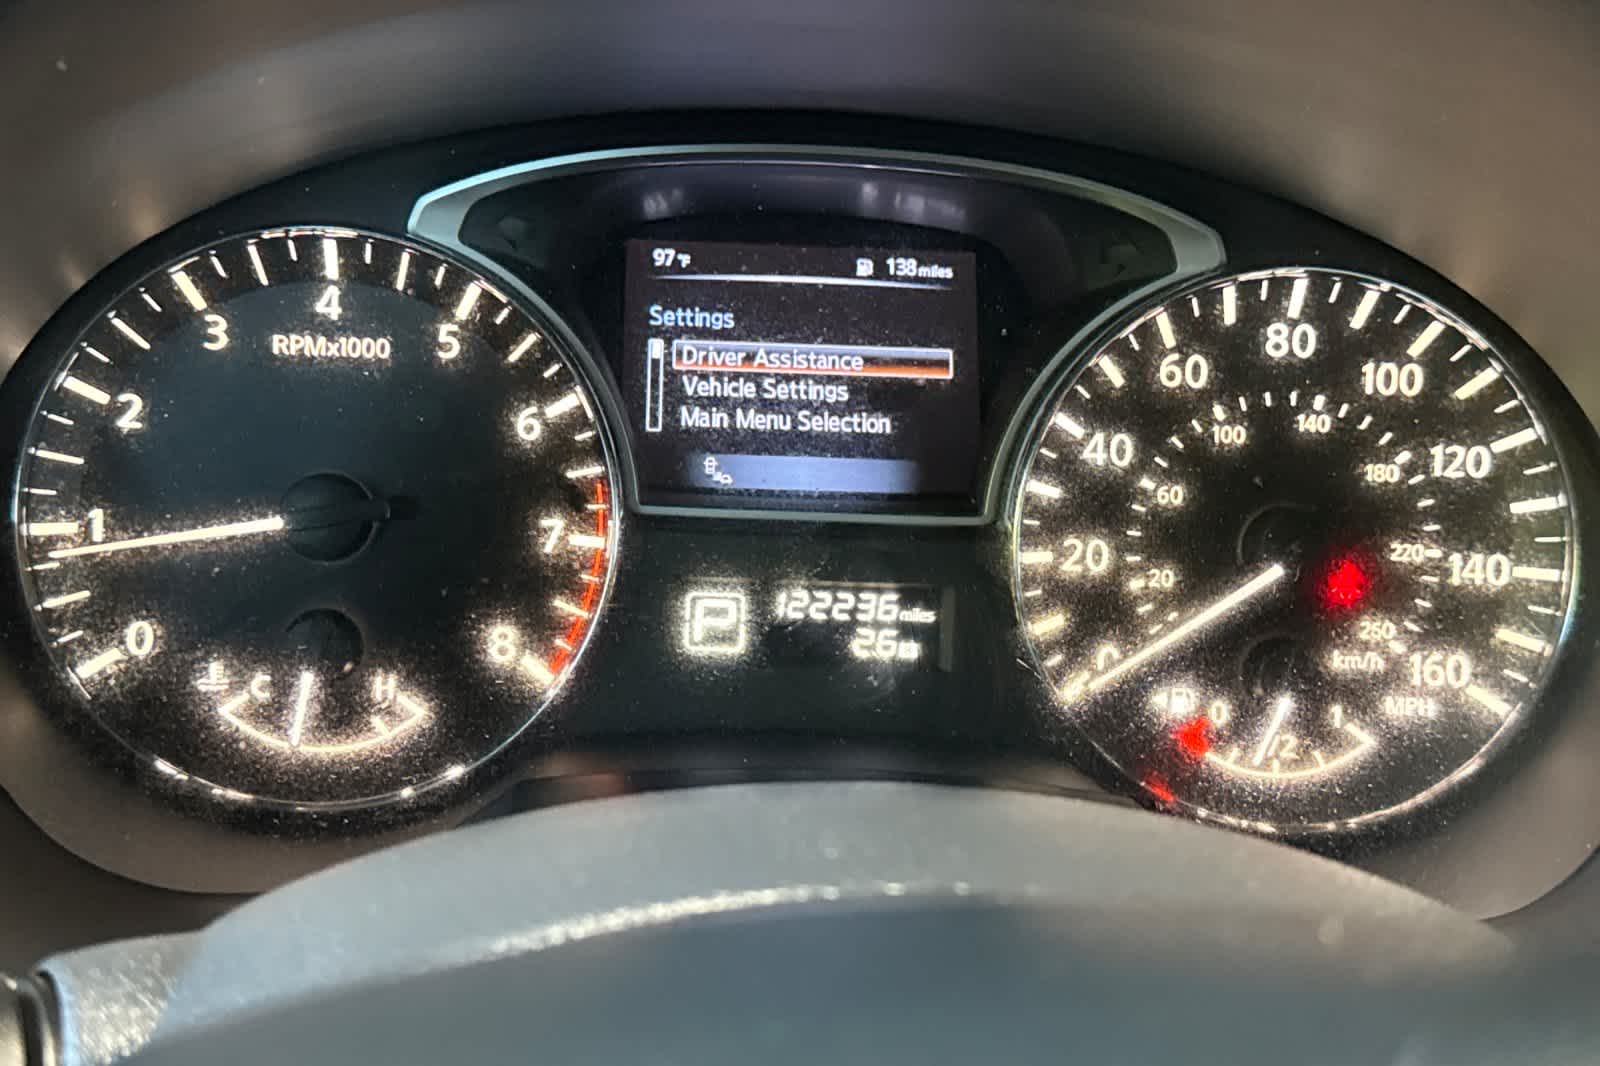 97°F 138 miles
Settings
Driver Assistance
Vehicle Settings
Main Menu Selection
0
1
2
3
4
5
6
7
8
RPMx1000
C H
P
122236 miles
2.6
0
20
40
60
80
100
120
140
160
MPH
20
60
100
140
180
220
260
km/h
0 1/2 1